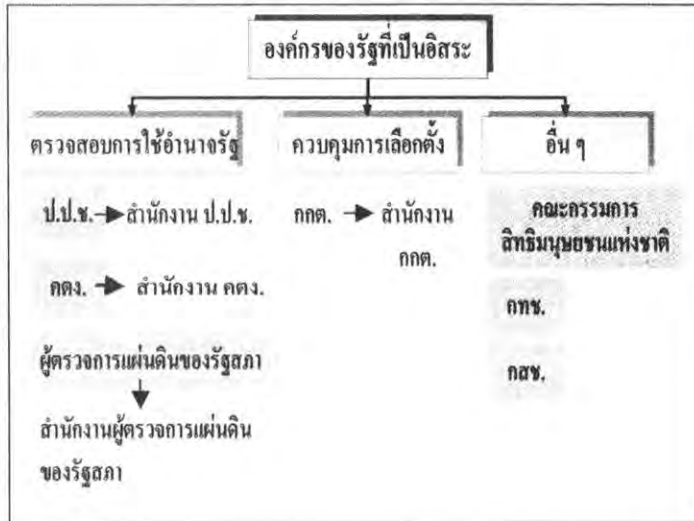 องค์กรของรัฐที่เป็นอิสระ
ตรวจสอบการใช้อำนาจรัฐ
ป.ป.ช. สำนักงาน ป.ป.ช.
คตง. สำนักงาน คตง.
ผู้ตรวจการแผ่นดินของรัฐสภา
สำนักงานผู้ตรวจการแผ่นดิน
ของรัฐสภา
ควบคุมการเลือกตั้ง
กกต. สำนักงาน
กกต.
อื่น ๆ
คณะกรรมการ
สิทธิมนุษยชนแห่งชาติ
กทช.
กสช.